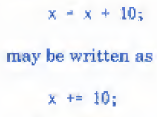 x = x + 10;
may be written as
x += 10;